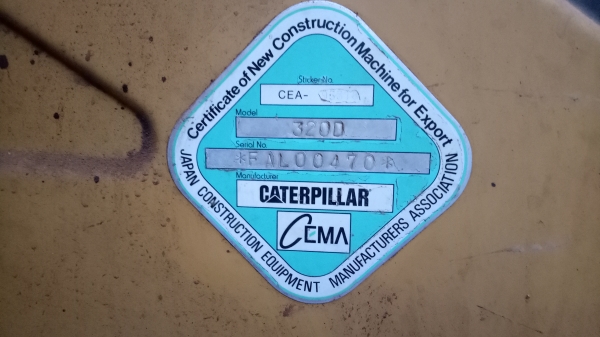 Certificate of New Construction Machine for Export
Sticker No.
CEA-
Model
320D
Serial No.
*FAL00470*
Manufacturer
CATERPILLAR
CEMA
JAPAN CONSTRUCTION EQUIPMENT MANUFACTURERS ASSOCIATION